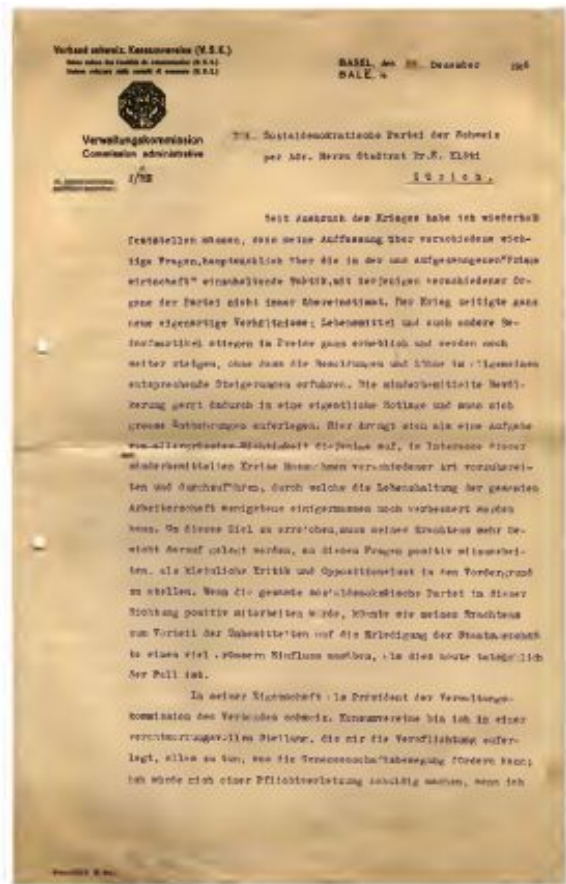 Verband schweiz. Konsumvereine (V.S.K.)
BASEL, den Dezember 1916
BÂLE, le
Verwaltungskommission
Commission administrative
Tit. Sozialdemokratische Partei der Schweiz
per Adr. Herrn Stadtrat Dr. E. Klöti
Zürich.
Seit Ausbruch des Krieges habe ich wiederholt
feststellen müssen, dass meine Auffassung über verschiedene wich-
tige Fragen, hauptsächlich über die in der uns aufgezwungenen "Kriegs
wirtschaft" einzuhaltende Taktik, mit derjenigen verschiedener Or-
gane der Partei nicht immer übereinstimmt. Der Krieg zeitigte ganz
neue eigenartige Verhältnisse; Lebensmittel und auch andere Be-
darfsartikel stiegen im Preise ganz erheblich und werden noch
weiter steigen, ohne dass die Besoldungen und Löhne im allgemeinen
entsprechende Steigerungen erfuhren. Die minderbemittelte Bevöl-
kerung gerät dadurch in eine eigentliche Notlage und muss sich
grosse Entbehrungen auferlegen. Hier drängt sich als eine Aufgabe
von allergrösster Wichtigkeit diejenige auf, im Interesse dieser
minderbemittelten Kreise Massnahmen verschiedener Art vorzuberei-
ten und durchzuführen, durch welche die Lebenshaltung der gesamten
Arbeiterschaft wenigstens einigermassen noch verbessert werden
kann. Um dieses Ziel zu erreichen, muss meines Erachtens mehr Ge-
wicht darauf gelegt werden, an diesen Fragen positiv mitzuarbei-
ten, als kleinliche Kritik und Oppositionslust in den Vordergrund
zu stellen. Wenn die gesamte sozialdemokratische Partei in dieser
Richtung positiv mitarbeiten würde, könnte sie meines Erachtens
zum Vorteil der Unbemittelten auf die Erledigung der
in einen viel grössern Einfluss ausüben, als dies heute tatsächlich
der Fall ist.
In meiner Eigenschaft als Präsident der Verwaltungs-
kommission des Verbandes schweiz. Konsumvereine bin ich in einer
verantwortungsvollen Stellung, die mir die Verpflichtung aufer-
legt, alles zu tun, was die Genossenschaftsbewegung fördern kann;
ich würde mich einer Pflichtverletzung schuldig machen, wenn ich